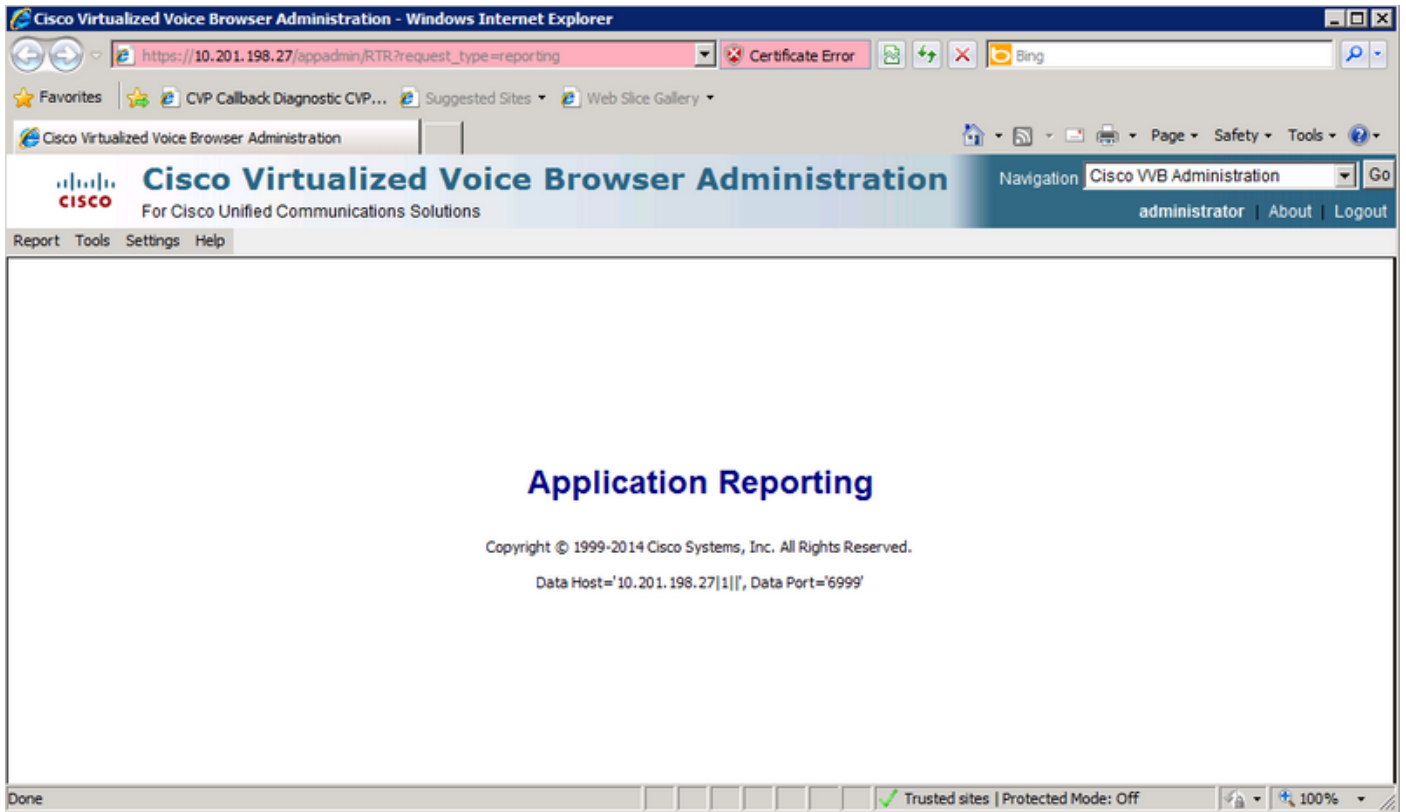 Cisco Virtualized Voice Browser Administration - Windows Internet Explorer
https://10.201.198.27/appadmin/RTR?request_type=reporting
Certificate Error
Bing
Favorites
CVP Callback Diagnostic CVP...
Suggested Sites
Web Slice Gallery
Cisco Virtualized Voice Browser Administration
Page
Safety
Tools
CISCO
Cisco Virtualized Voice Browser Administration
For Cisco Unified Communications Solutions
Navigation
Cisco VVB Administration
Go
administrator | About | Logout
Report Tools Settings Help
Application Reporting
Copyright © 1999-2014 Cisco Systems, Inc. All Rights Reserved.
Data Host='10.201.198.27|1||', Data Port='6999'
Done
Trusted sites | Protected Mode: Off
100%